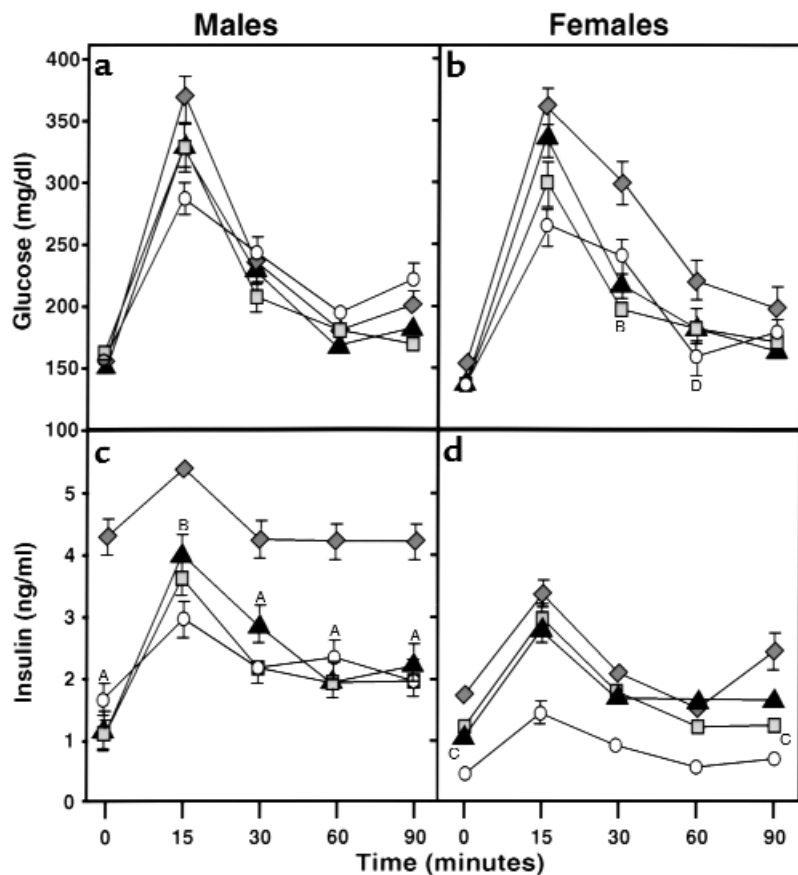 Males Females
a b
Glucose (mg/dl)
400
350
300
250
200
150
100
B
D
c d
Insulin (ng/ml)
5
4
3
2
1
0
B
A
A
A
A
C
C
0 15 30 60 90 0 15 30 60 90
Time (minutes)